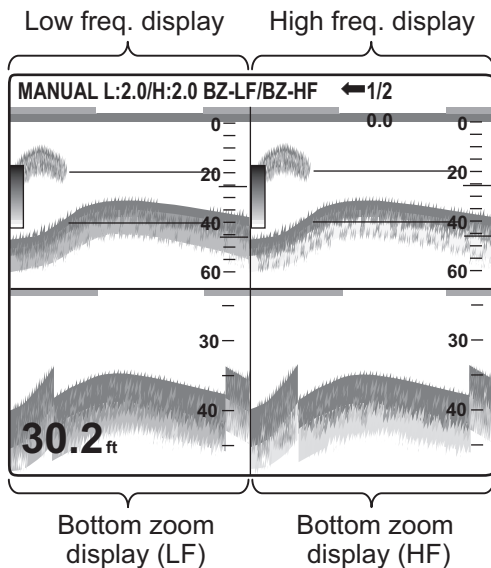 Low freq. display
High freq. display
MANUAL L:2.0/H:2.0 BZ-LF/BZ-HF 1/2
0.0
0
0
20
20
40
40
60
60
30
30
40
40
30.2 ft
Bottom zoom
display (LF)
Bottom zoom
display (HF)